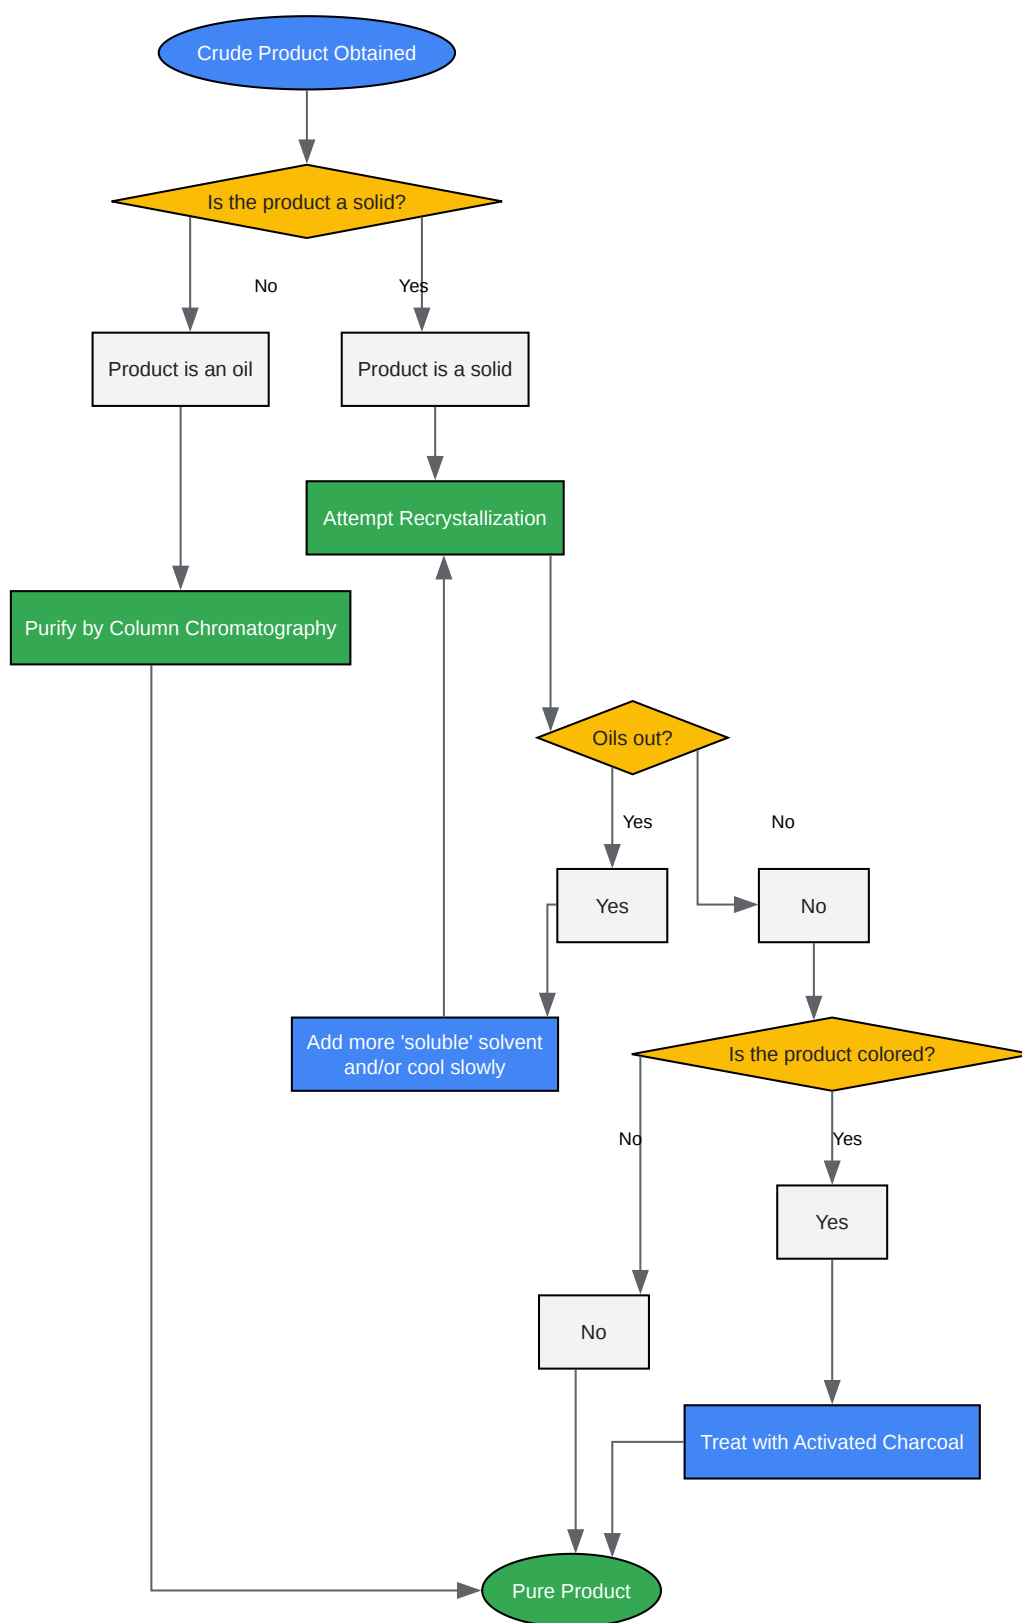 Crude Product Obtained
Is the product a solid?
No
Yes
Product is an oil
Product is a solid
Attempt Recrystallization
Purify by Column Chromatography
Oils out?
Yes
No
Yes
No
Add more 'soluble' solvent
and/or cool slowly
Is the product colored?
No
Yes
Yes
No
Treat with Activated Charcoal
Pure Product